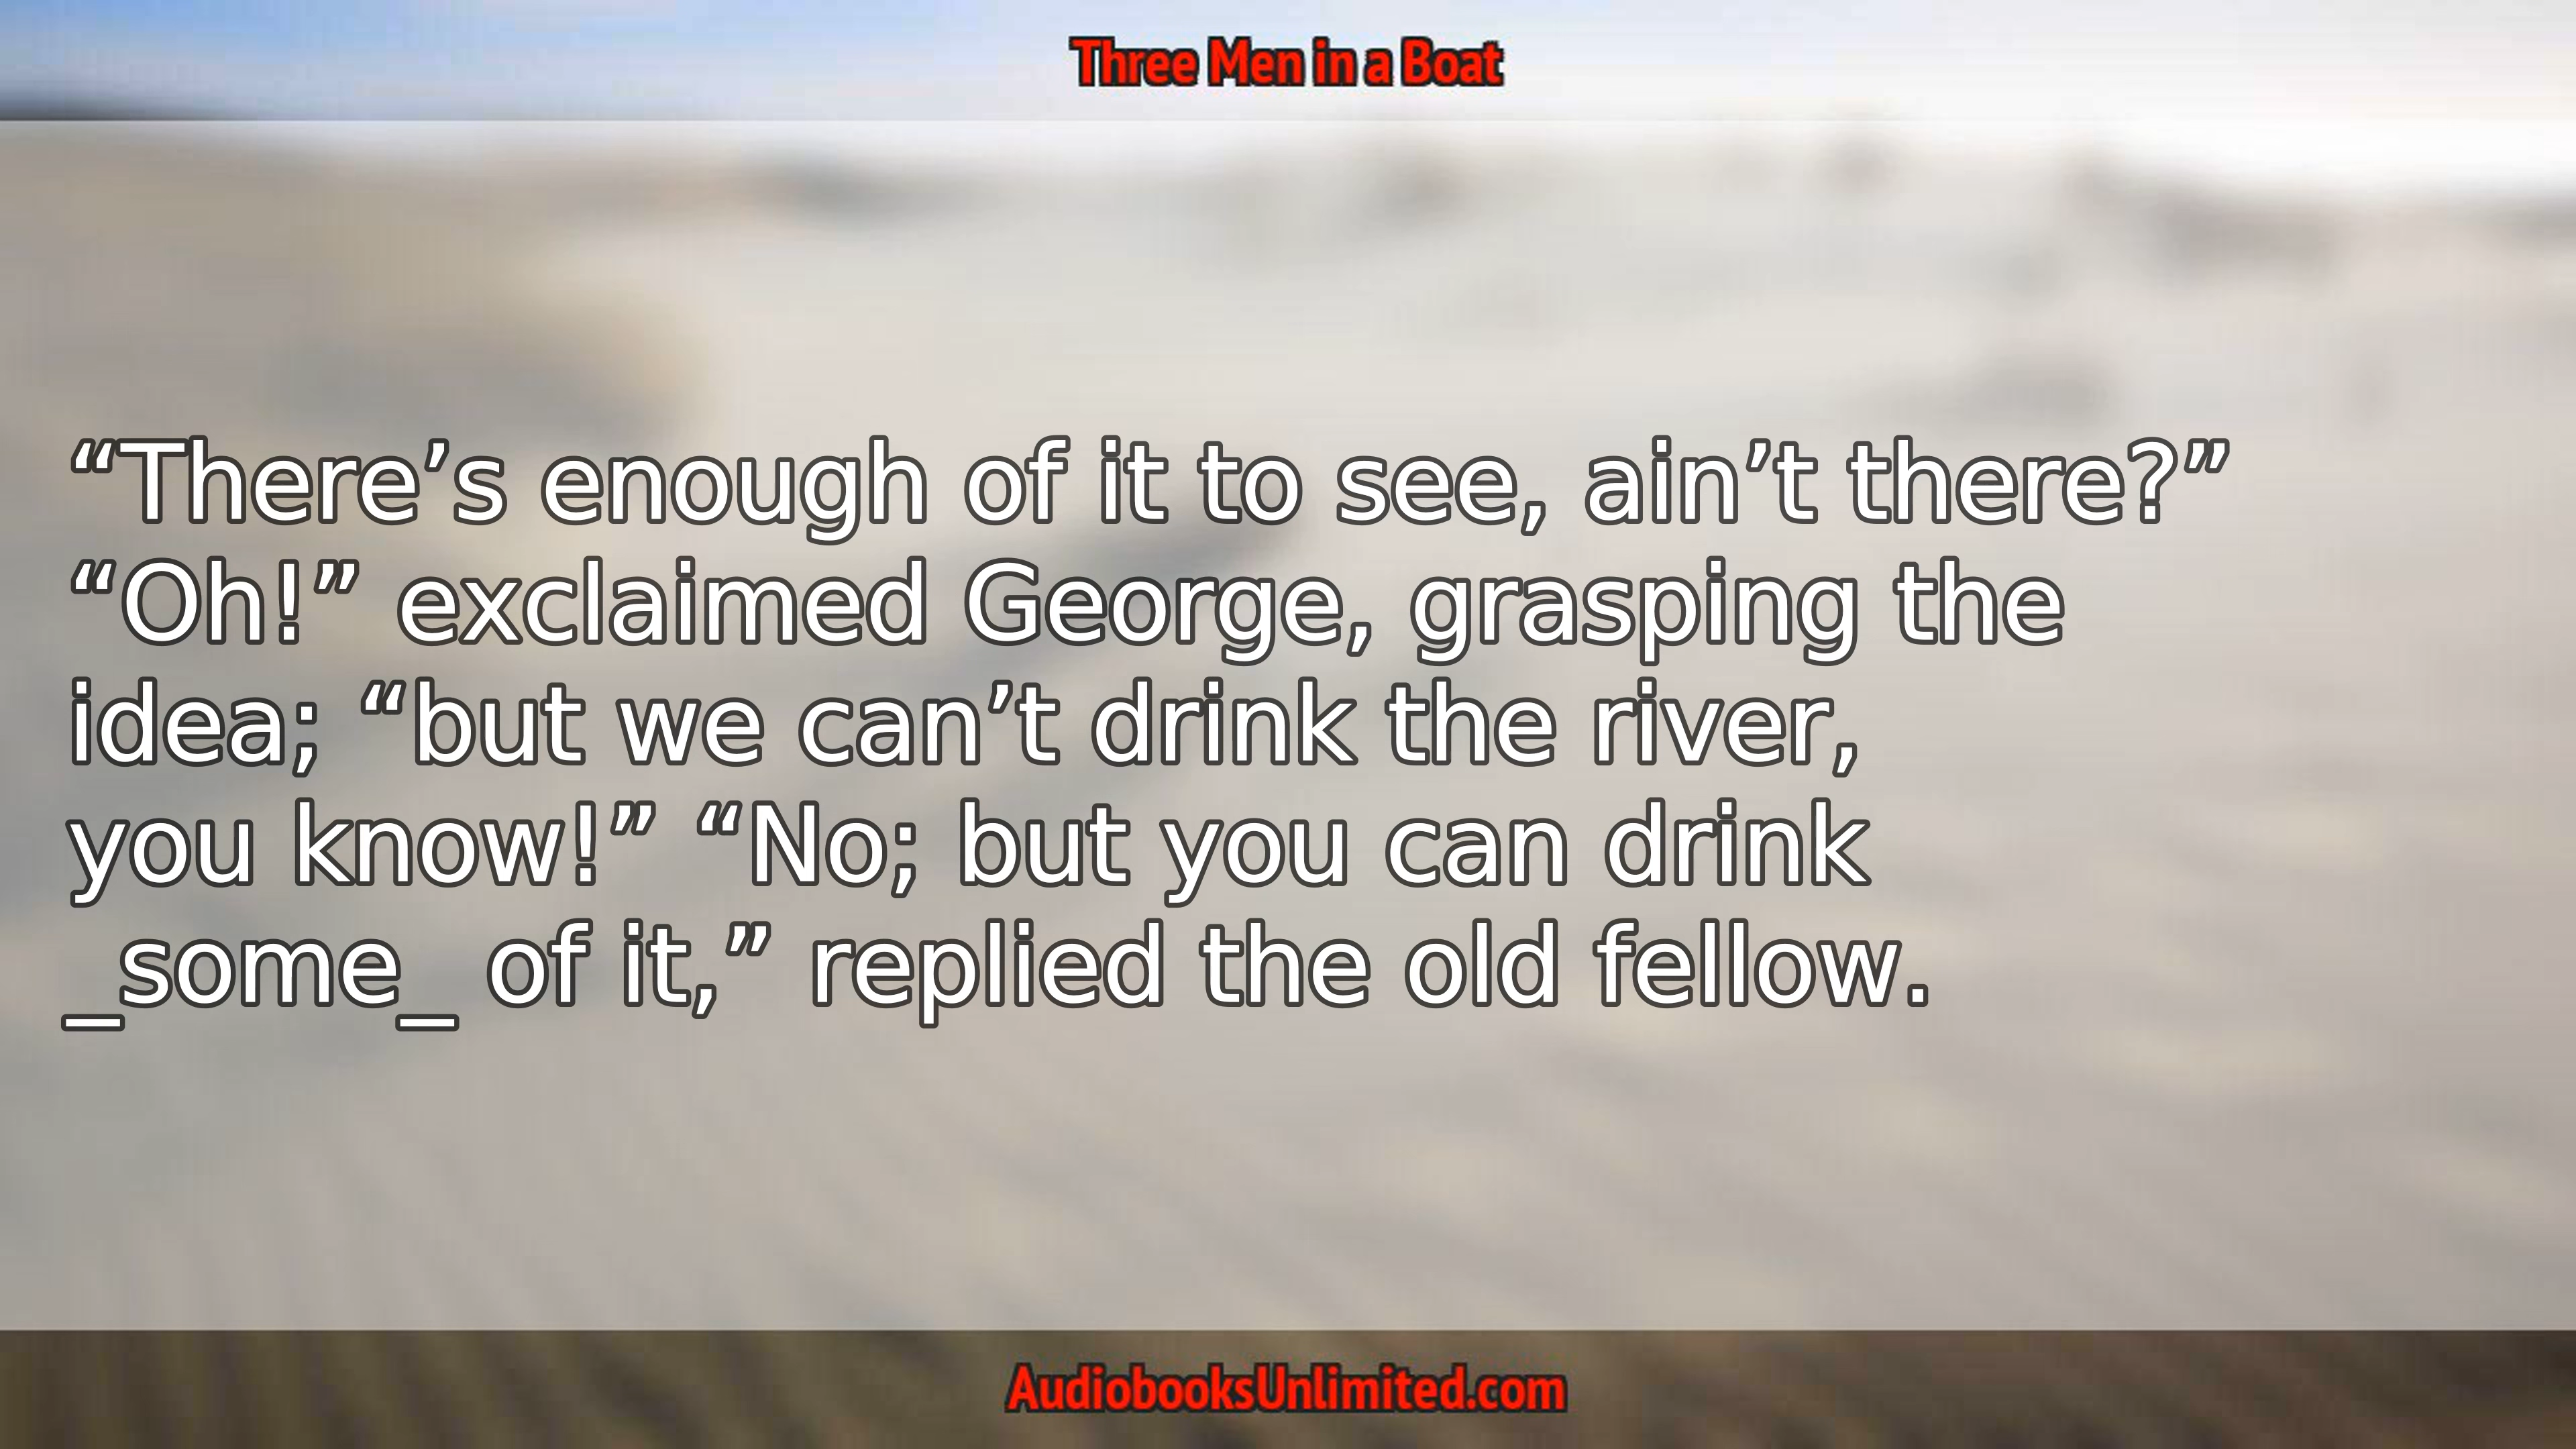 Three Men in a Boat
“There’s enough of it to see, ain’t there?”
“Oh!” exclaimed George, grasping the
idea; “but we can’t drink the river,
you know!” “No; but you can drink
_some_ of it,” replied the old fellow.
AudiobooksUnlimited.com